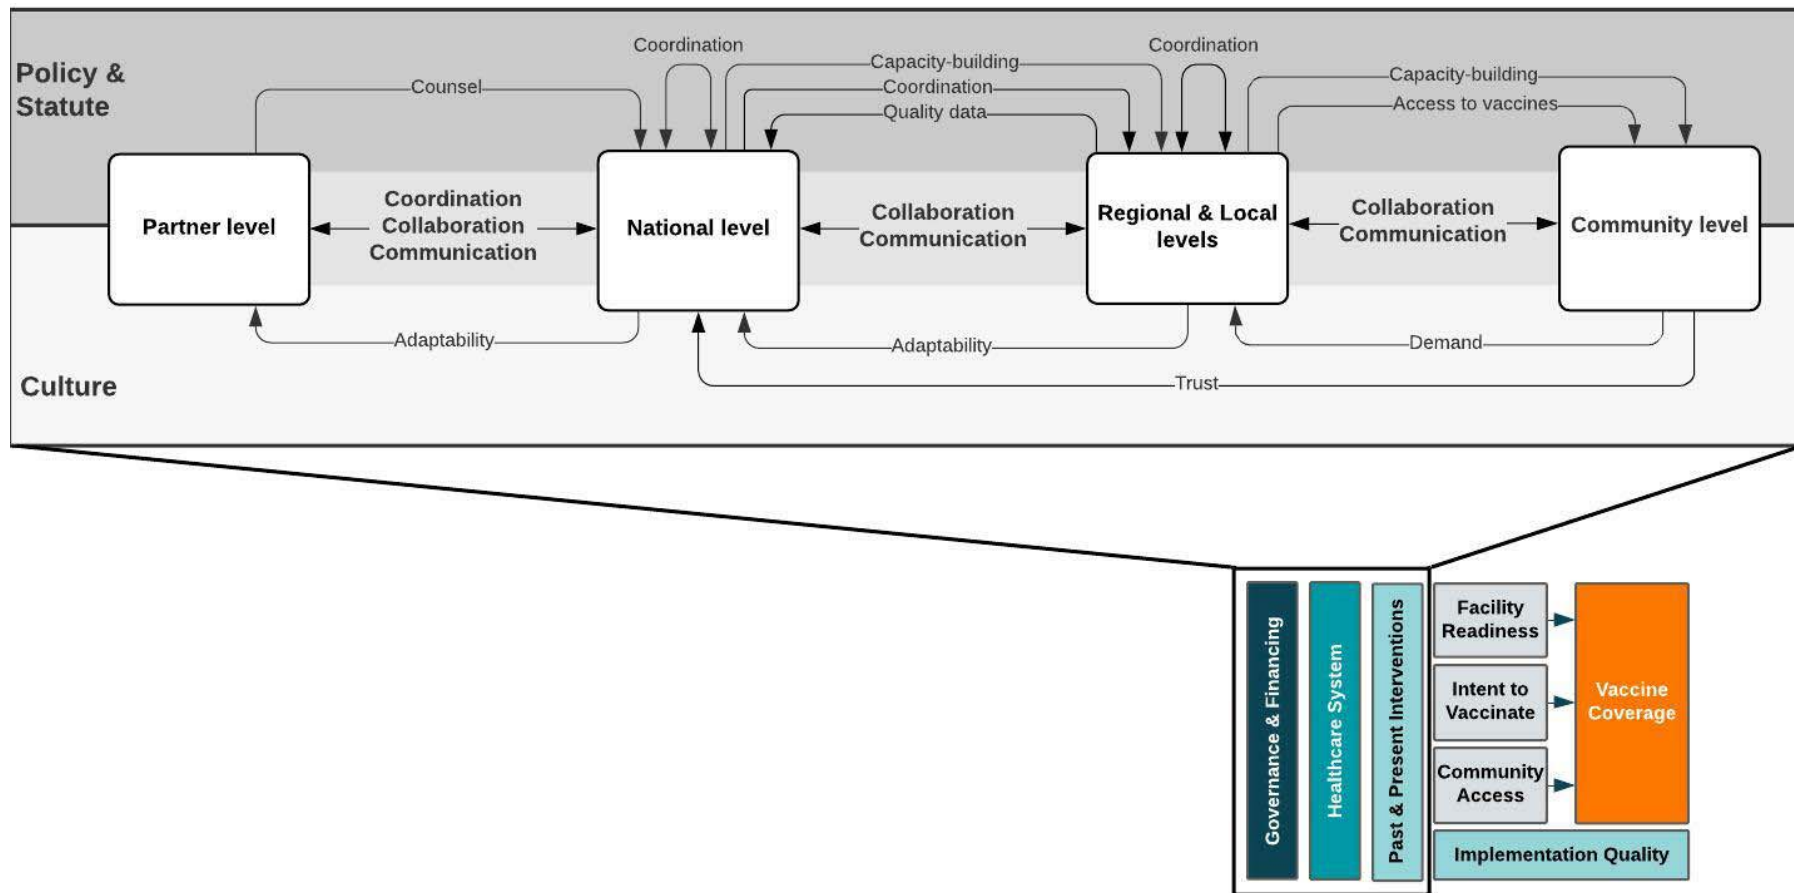 Policy &
Statute
Coordination
Counsel
Capacity-building
Coordination
Quality data
Coordination
Capacity-building
Access to vaccines
Partner level
Coordination
Collaboration
Communication
National level
Collaboration
Communication
Regional & Local
levels
Collaboration
Communication
Community level
Adaptability
Adaptability
Demand
Trust
Culture
Governance & Financing
Healthcare System
Past & Present Interventions
Facility
Readiness
Intent to
Vaccinate
Community
Access
Vaccine
Coverage
Implementation Quality